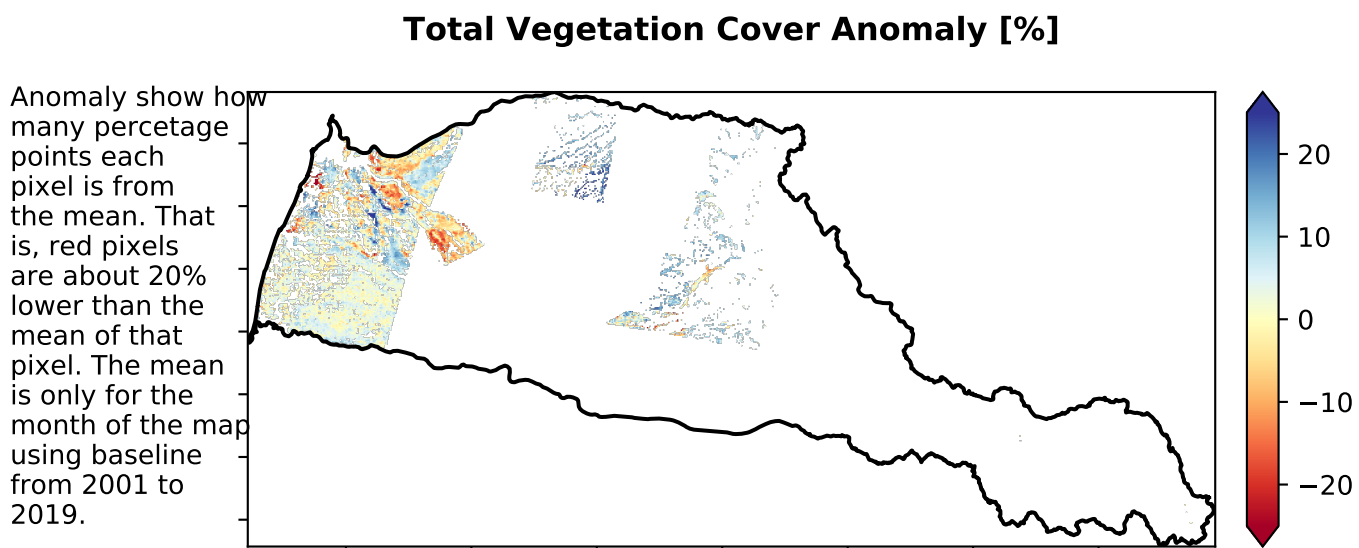 Total Vegetation Cover Anomaly [%]
Anomaly show how
many percetage
points each
pixel is from
the mean. That
is, red pixels
are about 20%
lower than the
mean of that
pixel. The mean
is only for the
month of the map
using baseline
from 2001 to
2019.
20
10
0
−10
−20